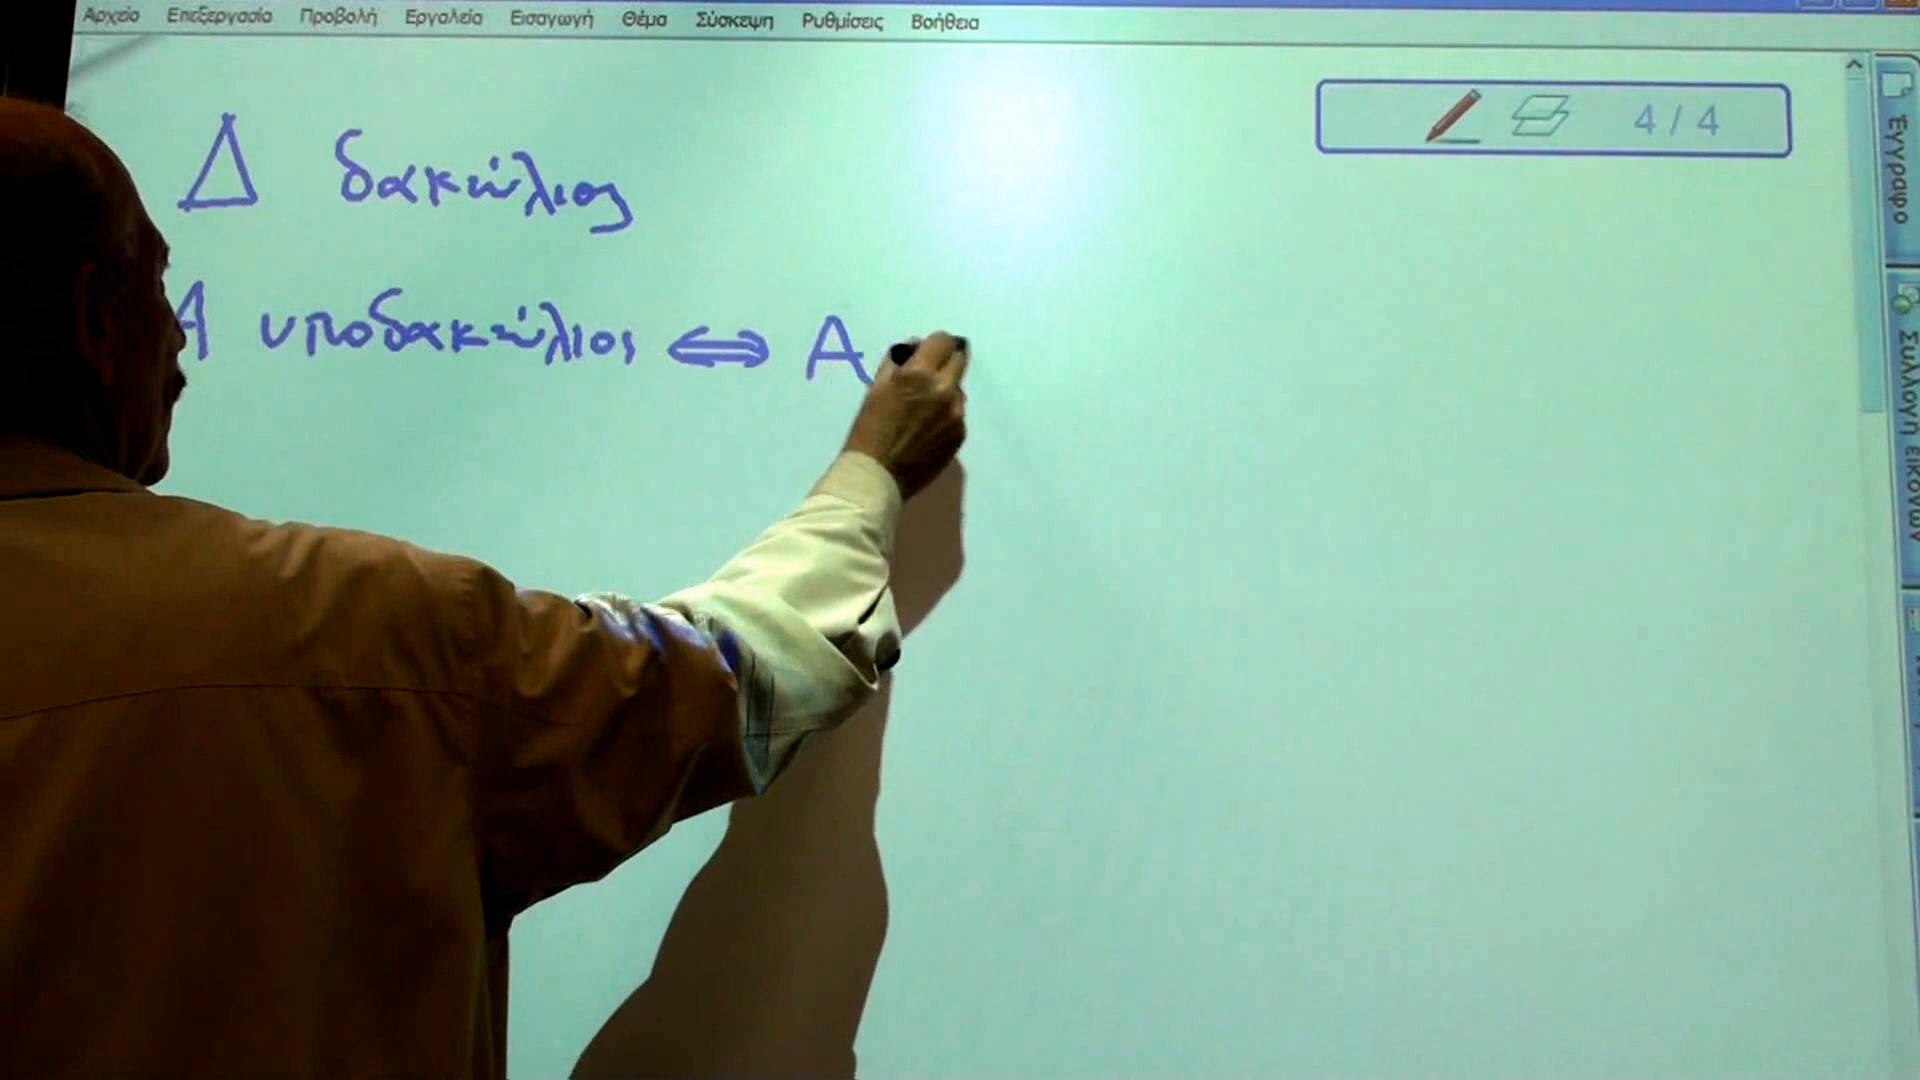 Αρχείο Επεξεργασία Προβολή Εργαλεία Εισαγωγή Θέμα Σύσκεψη Ρυθμίσεις Βοήθεια
4 / 4
Δ δακτύλιος
Α υποδακτύλιος ⇔ Α
Έγγραφο
Συλλογή εικόνων